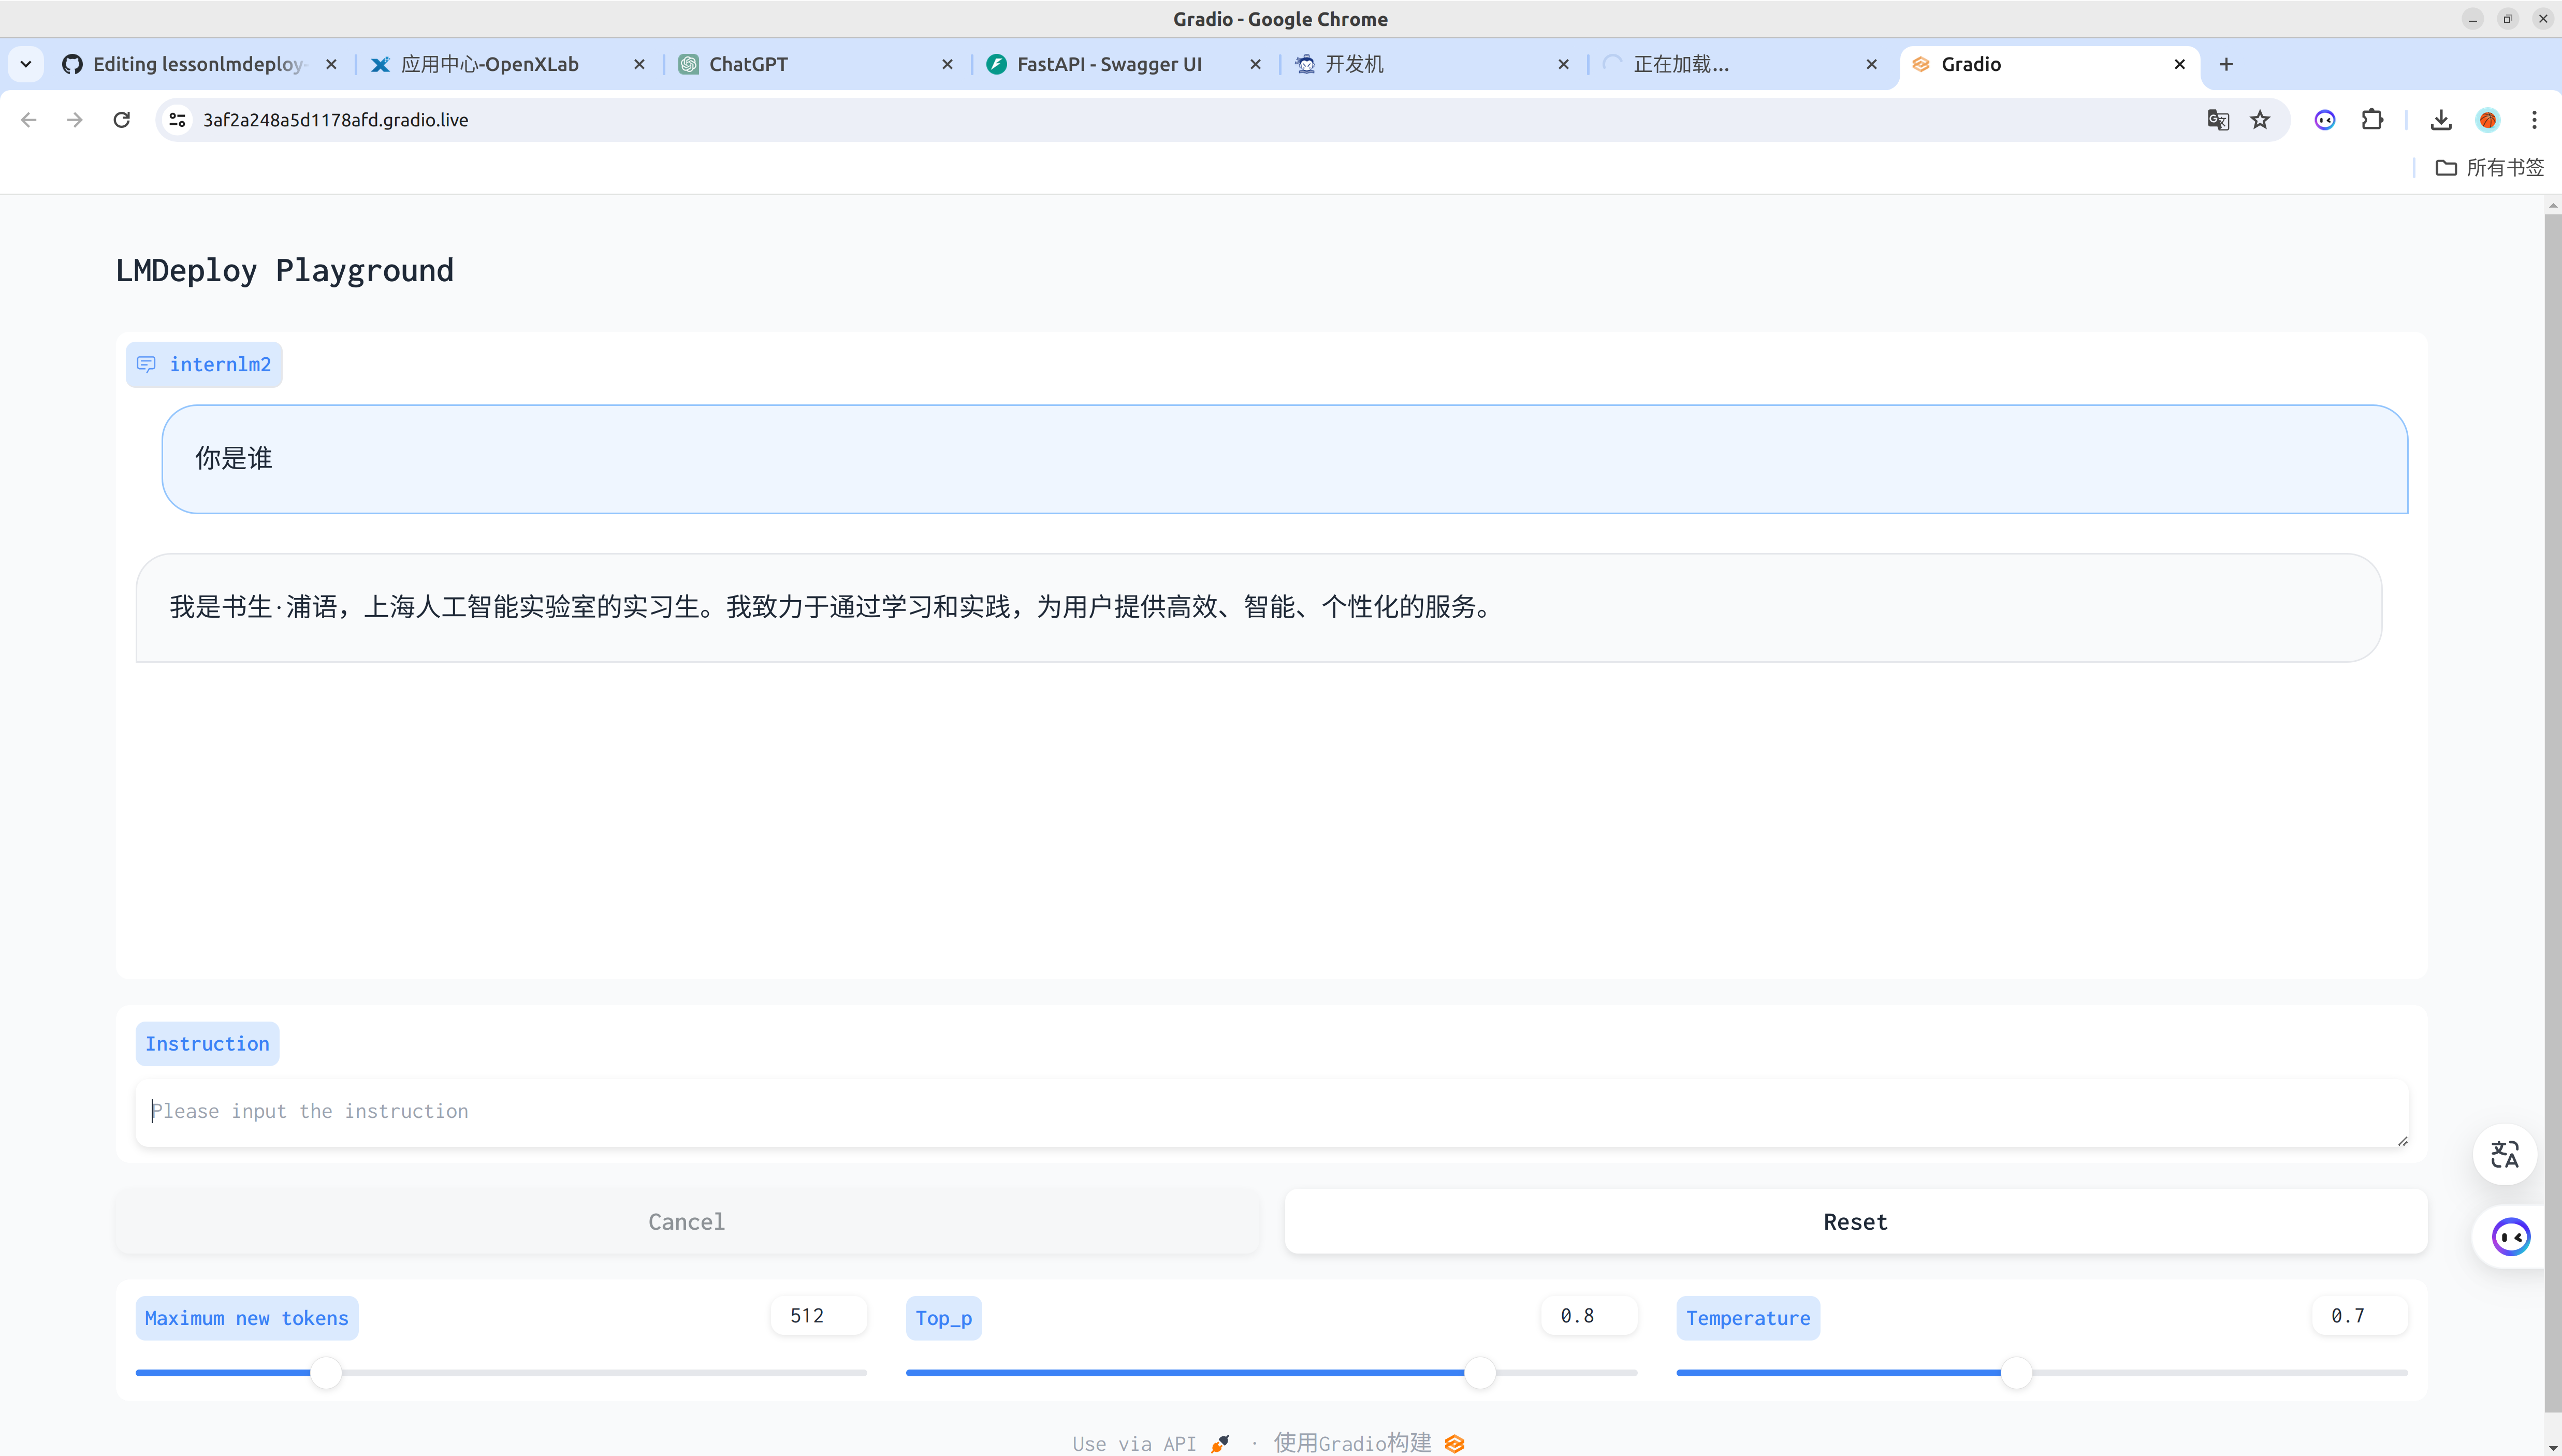 Gradio - Google Chrome
Editing lessonlmdeploy-
应用中心-OpenXLab
ChatGPT
FastAPI - Swagger UI
开发机
正在加载...
Gradio
3af2a248a5d1178afd.gradio.live
所有书签
LMDeploy Playground
internlm2
你是谁
我是书生·浦语，上海人工智能实验室的实习生。我致力于通过学习和实践，为用户提供高效、智能、个性化的服务。
Instruction
Please input the instruction
Cancel
Reset
Maximum new tokens
512
Top_p
0.8
Temperature
0.7
Use via API · 使用Gradio构建